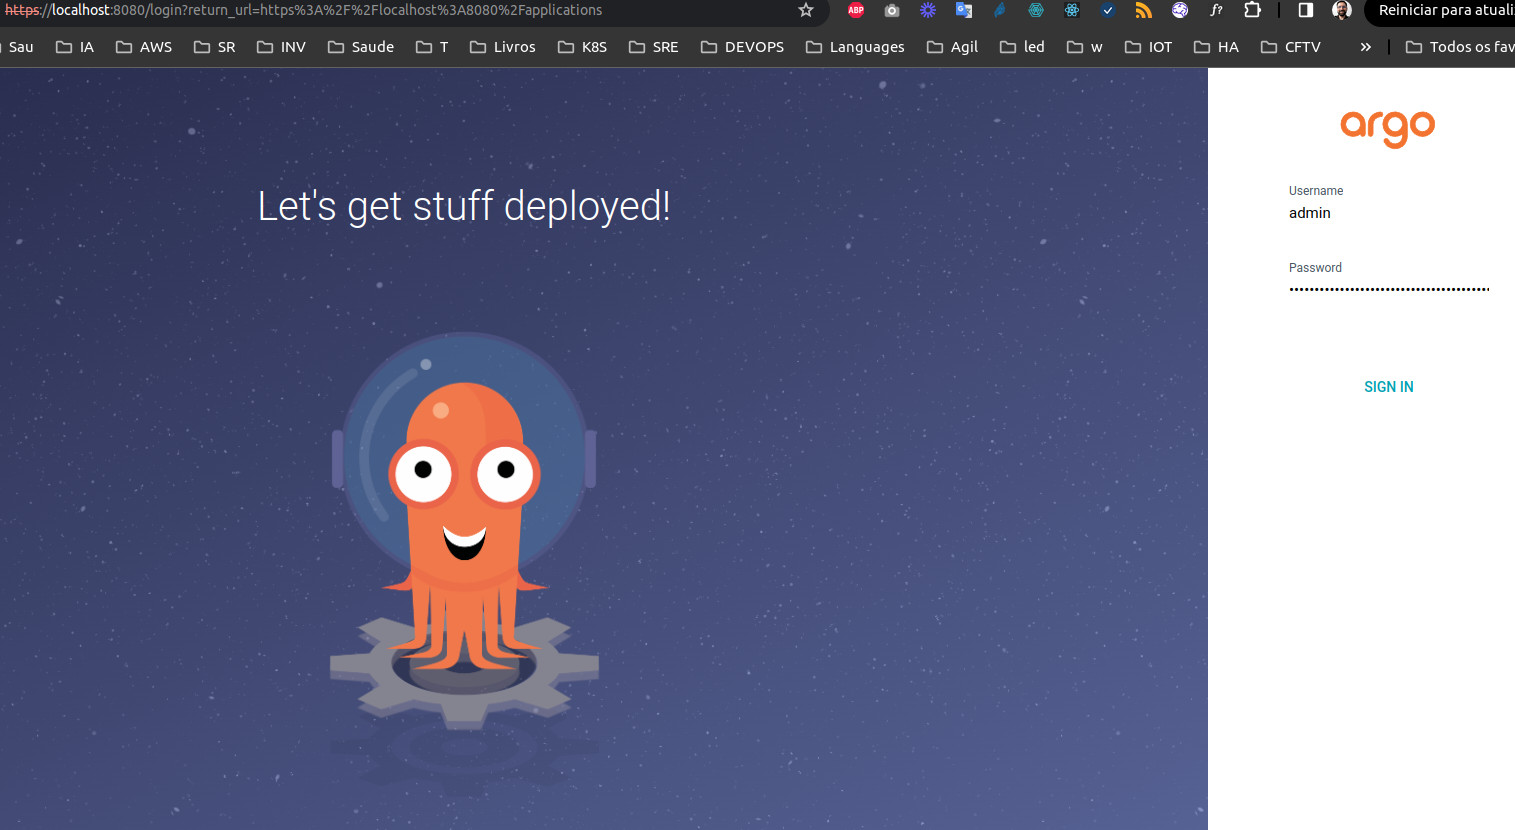 https://localhost:8080/login?return_url=https%3A%2F%2Flocalhost%3A8080%2Fapplications
ABP
G
f?
Reiniciar para atuali
Sau IA AWS SR INV Saude T Livros K8S SRE DEVOPS Languages Agil led w IOT HA CFTV » Todos os fav
argo
Let's get stuff deployed!
Username
admin
Password
••••••••••••••••••••••••••••••••••••••••
SIGN IN